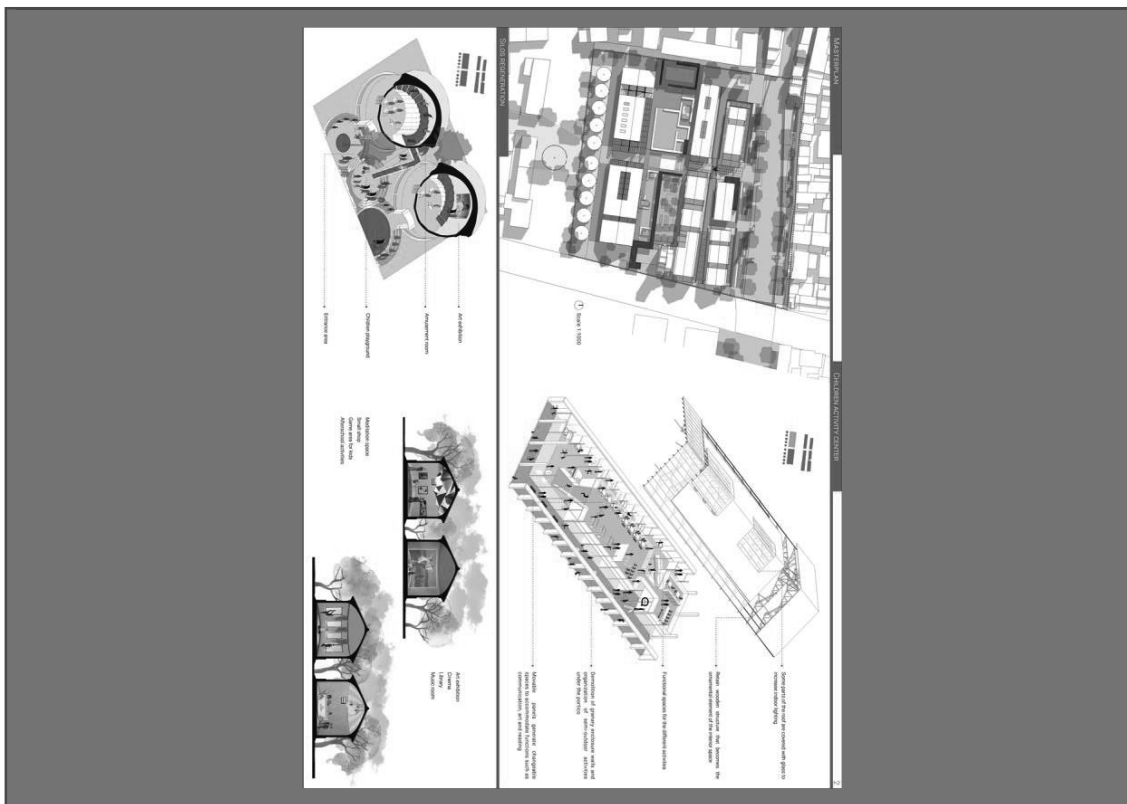 MASTERPLAN
Scale 1:1000
CHILDREN ACTIVITY CENTER
Some parts of the roof are covered with glass to
increase indoor lighting
Retain wooden structure that becomes the
ornamental element of the interior space
Functional spaces for the different activities
Demolition of granary enclosure walls and
organization of semi-outdoor activities
under the portico
Movable panels generate changeable
spaces to accommodate functions such as
communication, art and reading
SILOS REGENERATION
Art exhibition
Amusement room
Children playground
Entrance area
Meditation space
Small shop
Game area for kids
Afterschool activities
Art exhibition
Cinema
Library
Music room